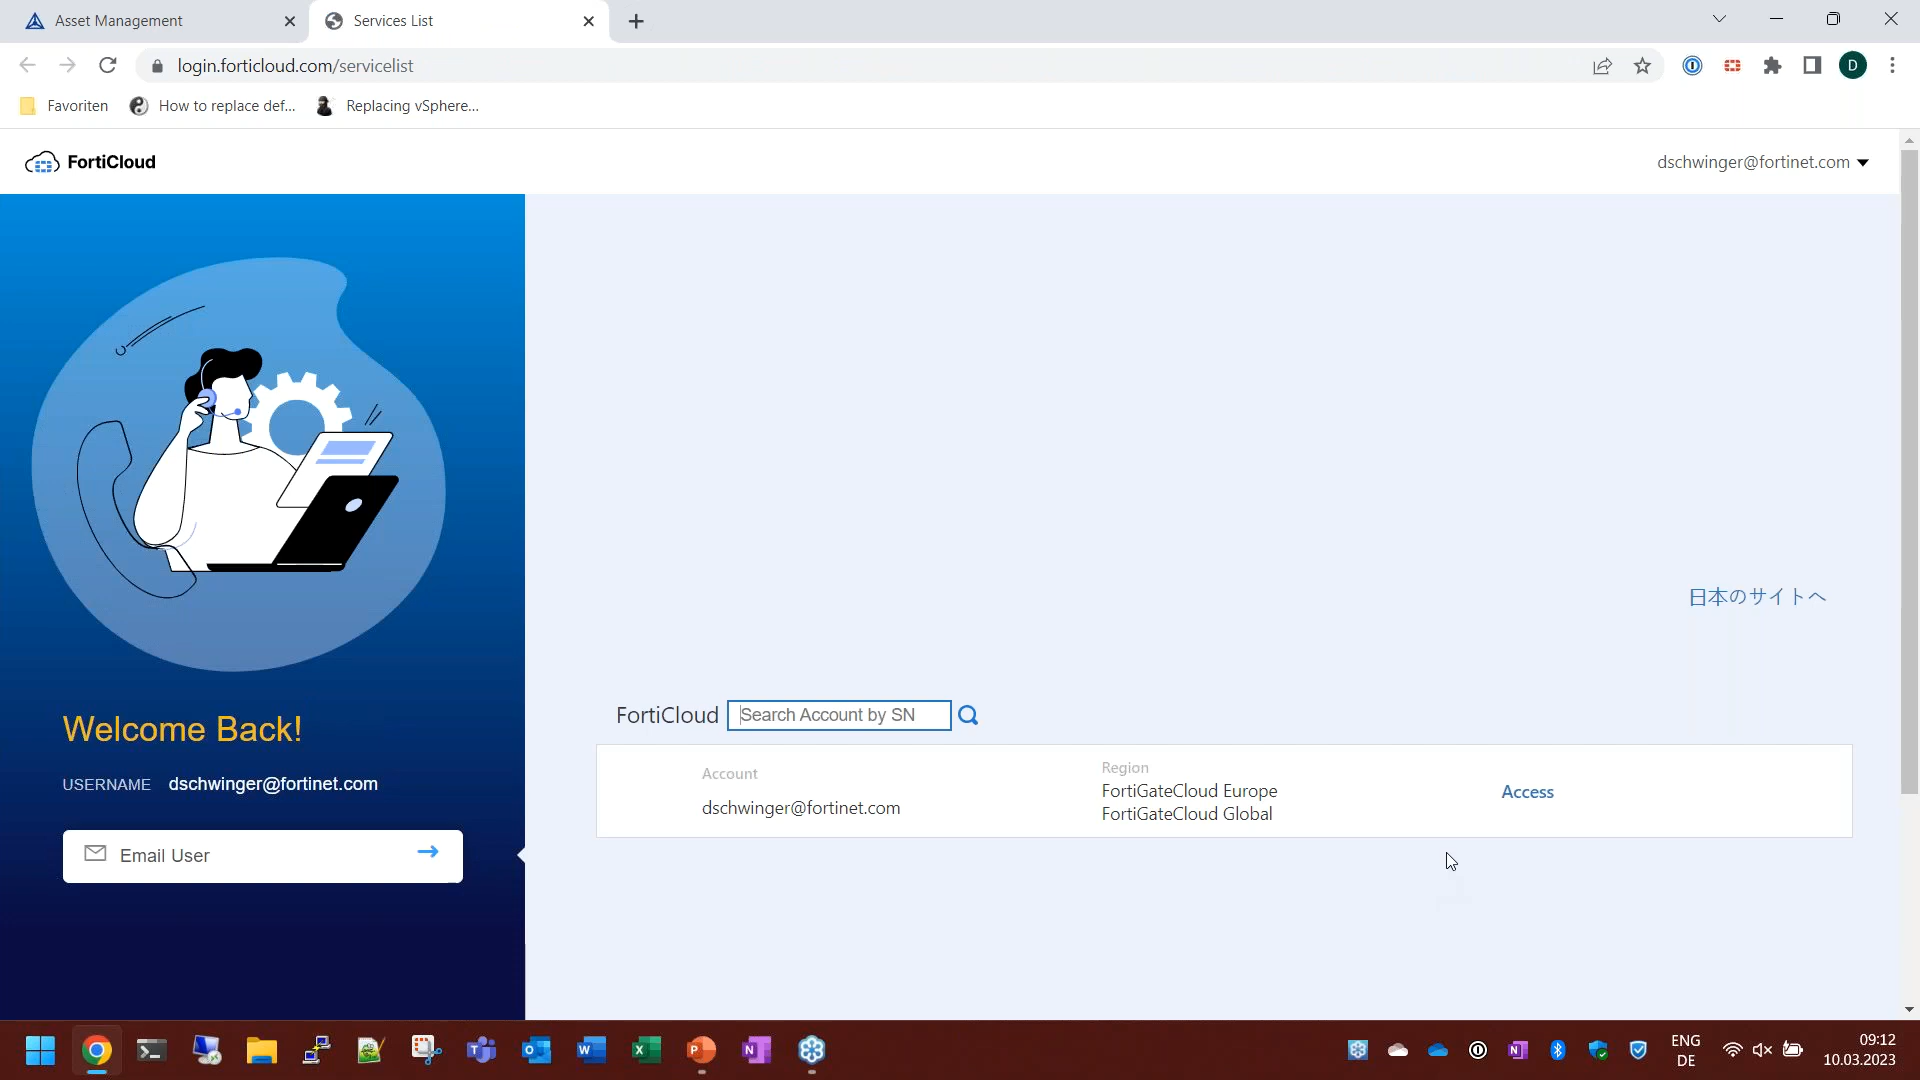 Asset Management
Services List
login.forticloud.com/servicelist
D
Favoriten
How to replace def...
Replacing vSphere...
FortiCloud
dschwinger@fortinet.com
日本のサイトへ
Welcome Back!
USERNAME dschwinger@fortinet.com
Email User
FortiCloud
Search Account by SN
Account
dschwinger@fortinet.com
Region
FortiGateCloud Europe
FortiGateCloud Global
Access
ENG
DE
09:12
10.03.2023